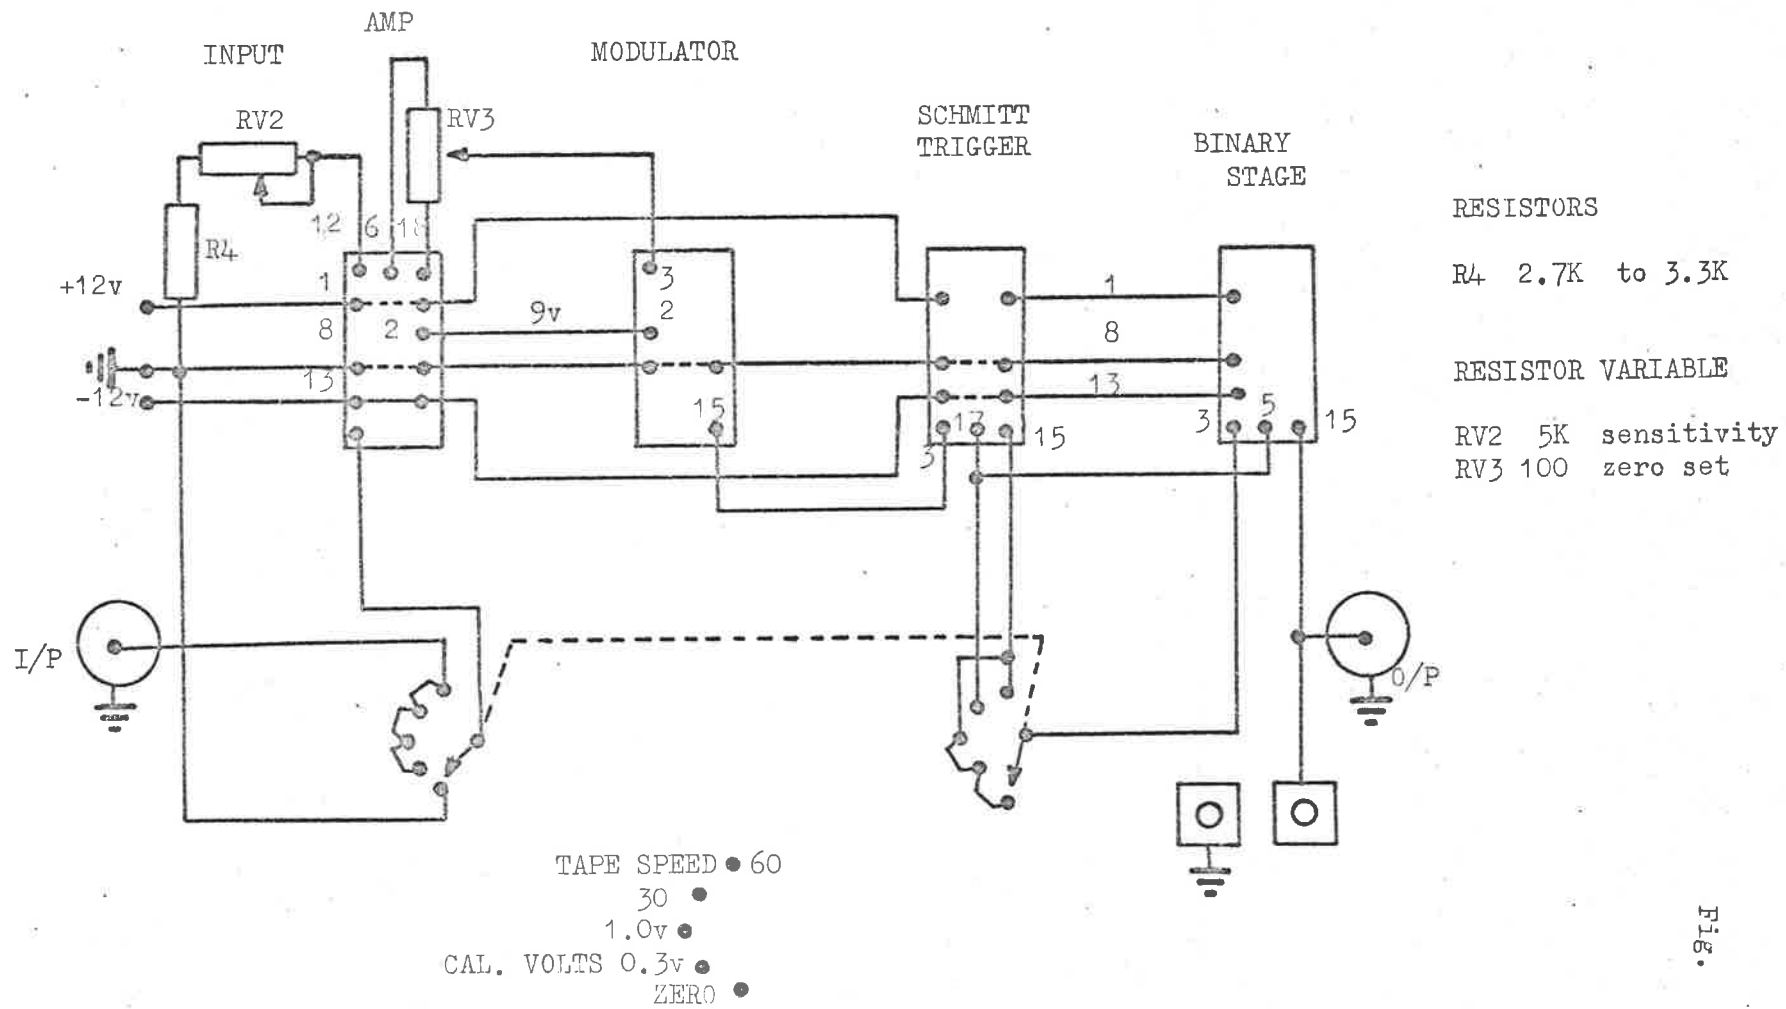 AMP
INPUT
MODULATOR
RV2
RV3
SCHMITT
TRIGGER
BINARY
STAGE
RESISTORS
R4 2.7K to 3.3K
RESISTOR VARIABLE
RV2 5K sensitivity
RV3 100 zero set
R4
12
6
18
+12v
1
8
2
13
-12v
9v
3
2
15
3
17
15
1
8
13
3
5
15
I/P
O/P
TAPE SPEED 60
30
1.0v
CAL. VOLTS 0.3v
ZERO
Fig.